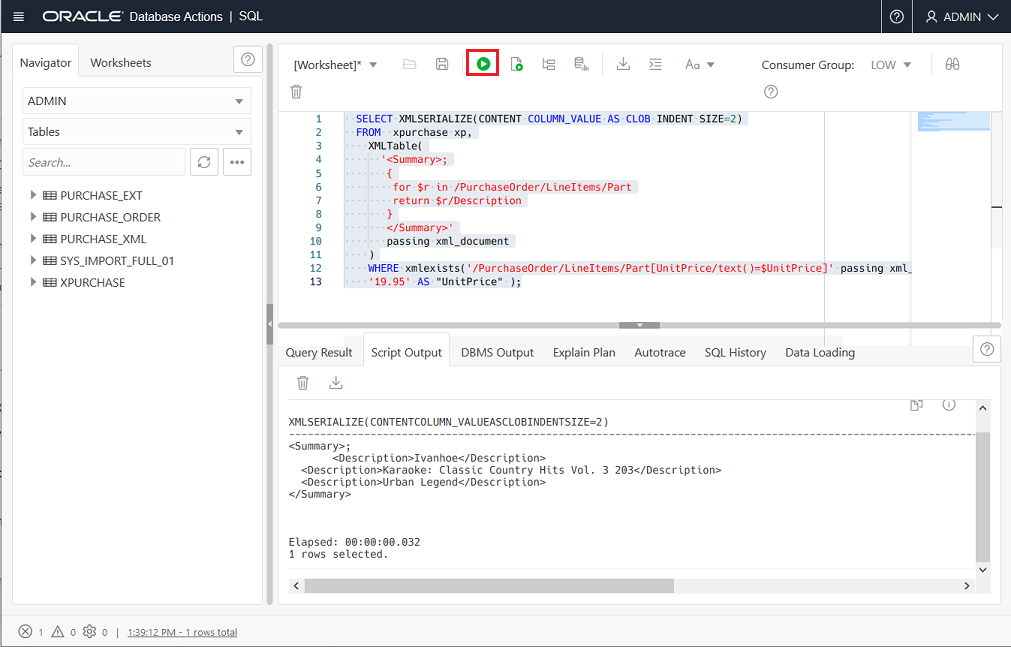 ORACLE Database Actions | SQL
ADMIN
Navigator
Worksheets
ADMIN
Tables
Search...
PURCHASE_EXT
PURCHASE_ORDER
PURCHASE_XML
SYS_IMPORT_FULL_01
XPURCHASE
[Worksheet]*
Aa
Consumer Group: LOW
1 SELECT XMLSERIALIZE(CONTENT COLUMN_VALUE AS CLOB INDENT SIZE=2)
2 FROM xpurchase xp,
3 XMLTable(
4 '<Summary>;
5 {
6 for $r in /PurchaseOrder/LineItems/Part
7 return $r/Description
8 }
9 </Summary>'
10 passing xml_document
11 )
12 WHERE xmlexists('/PurchaseOrder/LineItems/Part[UnitPrice/text()=$UnitPrice]' passing xml_
13 '19.95' AS "UnitPrice" );
Query Result Script Output DBMS Output Explain Plan Autotrace SQL History Data Loading
XMLSERIALIZE(CONTENTCOLUMN_VALUEASCLOBINDENTSIZE=2)
--------------------------------------------------------------------------------
<Summary>;
<Description>Ivanhoe</Description>
<Description>Karaoke: Classic Country Hits Vol. 3 203</Description>
<Description>Urban Legend</Description>
</Summary>
Elapsed: 00:00:00.032
1 rows selected.
1 0 0 | 1:39:12 PM - 1 rows total